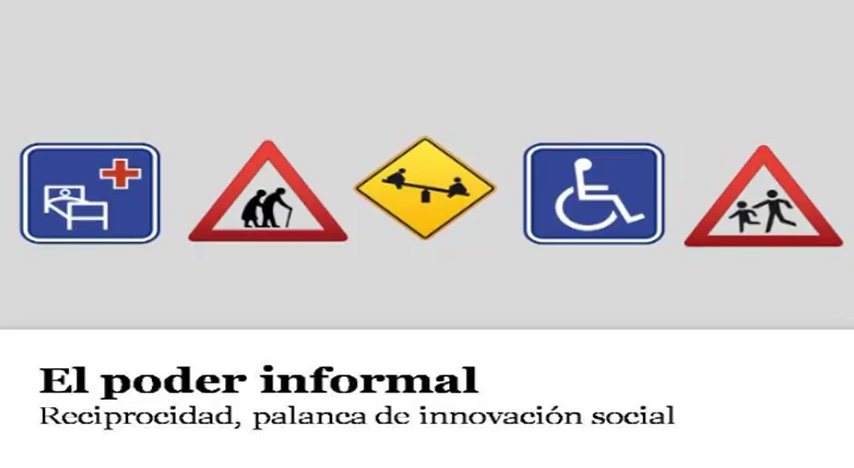 El poder informal
Reciprocidad, palanca de innovación social